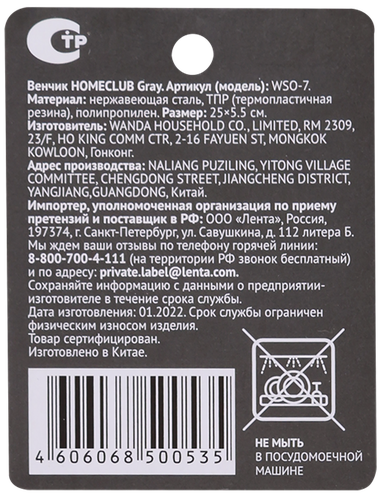 СТР
Венчик HOMECLUB Gray. Артикул (модель): WSO-7.
Материал: нержавеющая сталь, ТПР (термопластичная
резина), полипропилен. Размер: 25×5.5 см.
Изготовитель: WANDA HOUSEHOLD CO., LIMITED, RM 2309,
23/F, HO KING COMM CTR, 2-16 FAYUEN ST, MONGKOK
KOWLOON, Гонконг.
Адрес производства: NALIANG PUZILING, YITONG VILLAGE
COMMITTEE, CHENGDONG STREET, JIANGCHENG DISTRICT,
YANGJIANG,GUANGDONG, Китай.
Импортер, уполномоченная организация по приему
претензий и поставщик в РФ: ООО «Лента», Россия,
197374, г. Санкт-Петербург, ул. Савушкина, д. 112 литера Б.
Мы ждем ваши отзывы по телефону горячей линии:
8-800-700-4-111 (на территории РФ звонок бесплатный)
и по адресу: private.label@lenta.com.
Сохраняйте информацию с данными о предприятии-
изготовителе в течение срока службы.
Дата изготовления: 01.2022. Срок службы ограничен
физическим износом изделия.
Товар сертифицирован.
Изготовлено в Китае.
4 606068 500535
НЕ МЫТЬ
В ПОСУДОМОЕЧНОЙ
МАШИНЕ